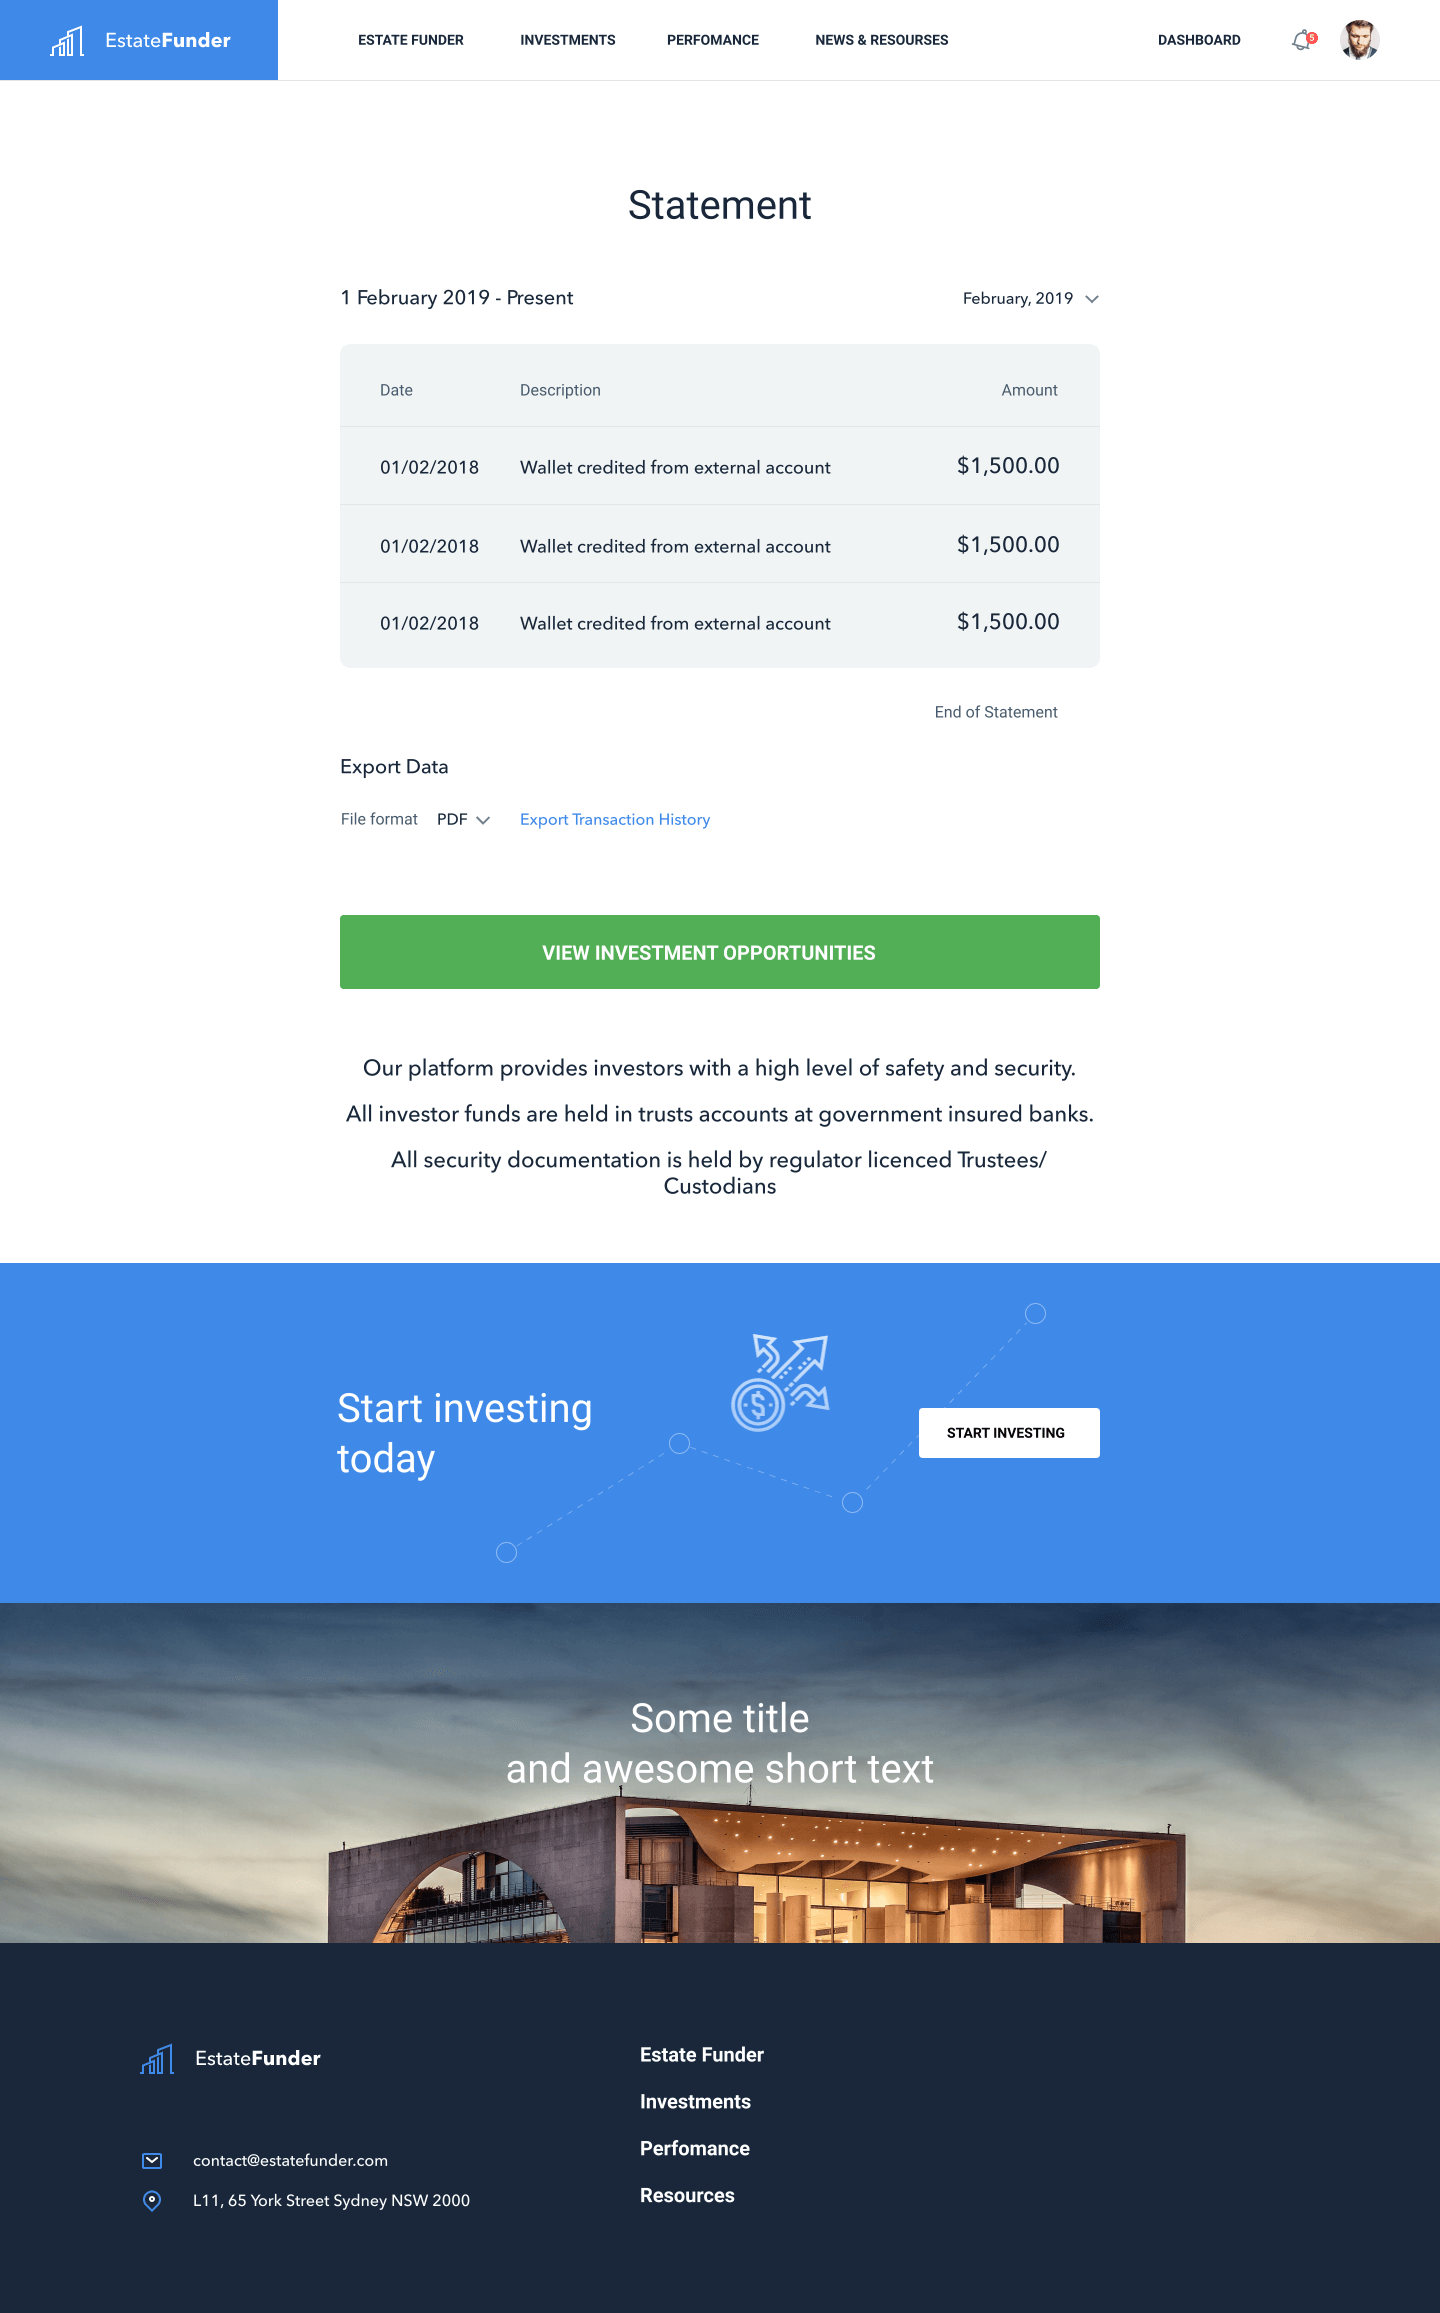 EstateFunder
ESTATE FUNDER
INVESTMENTS
PERFOMANCE
NEWS & RESOURSES
DASHBOARD
5
Statement
1 February 2019 - Present
February, 2019
Date
Description
Amount
01/02/2018
Wallet credited from external account
$1,500.00
01/02/2018
Wallet credited from external account
$1,500.00
01/02/2018
Wallet credited from external account
$1,500.00
End of Statement
Export Data
File format
PDF
Export Transaction History
VIEW INVESTMENT OPPORTUNITIES
Our platform provides investors with a high level of safety and security.
All investor funds are held in trusts accounts at government insured banks.
All security documentation is held by regulator licenced Trustees/
Custodians
Start investing
today
$
START INVESTING
Some title
and awesome short text
EstateFunder
contact@estatefunder.com
L11, 65 York Street Sydney NSW 2000
Estate Funder
Investments
Perfomance
Resources